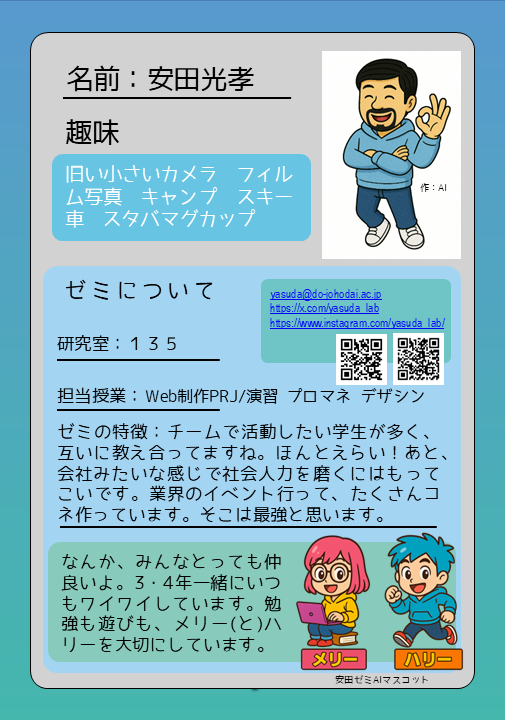 名前：安田光孝
趣味
旧い小さいカメラ　フィル
ム写真　キャンプ　スキー
車　スタバマグカップ
作：AI
ゼミについて
yasuda@do-johodai.ac.jp
https://x.com/yasuda_lab
https://www.instagram.com/yasuda_lab/
研究室：１３５
担当授業：Web制作PRJ/演習 プロマネ デザシン
ゼミの特徴：チームで活動したい学生が多く、
互いに教え合ってますね。ほんとえらい！あと、
会社みたいな感じで社会人力を磨くにはもって
こいです。業界のイベント行って、たくさんコ
ネ作っています。そこは最強と思います。
なんか、みんなとっても仲
良いよ。3・4年一緒にいつ
もワイワイしています。勉
強も遊びも、メリー(と)ハ
リーを大切にしています。
メリー
ハリー
安田ゼミAIマスコット